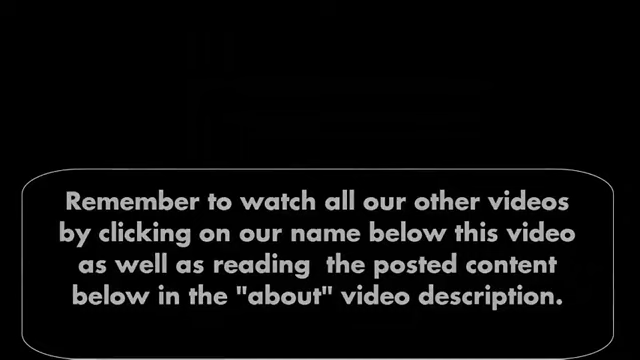 Remember to watch all our other videos
by clicking on our name below this video
as well as reading  the posted content
below in the "about" video description.